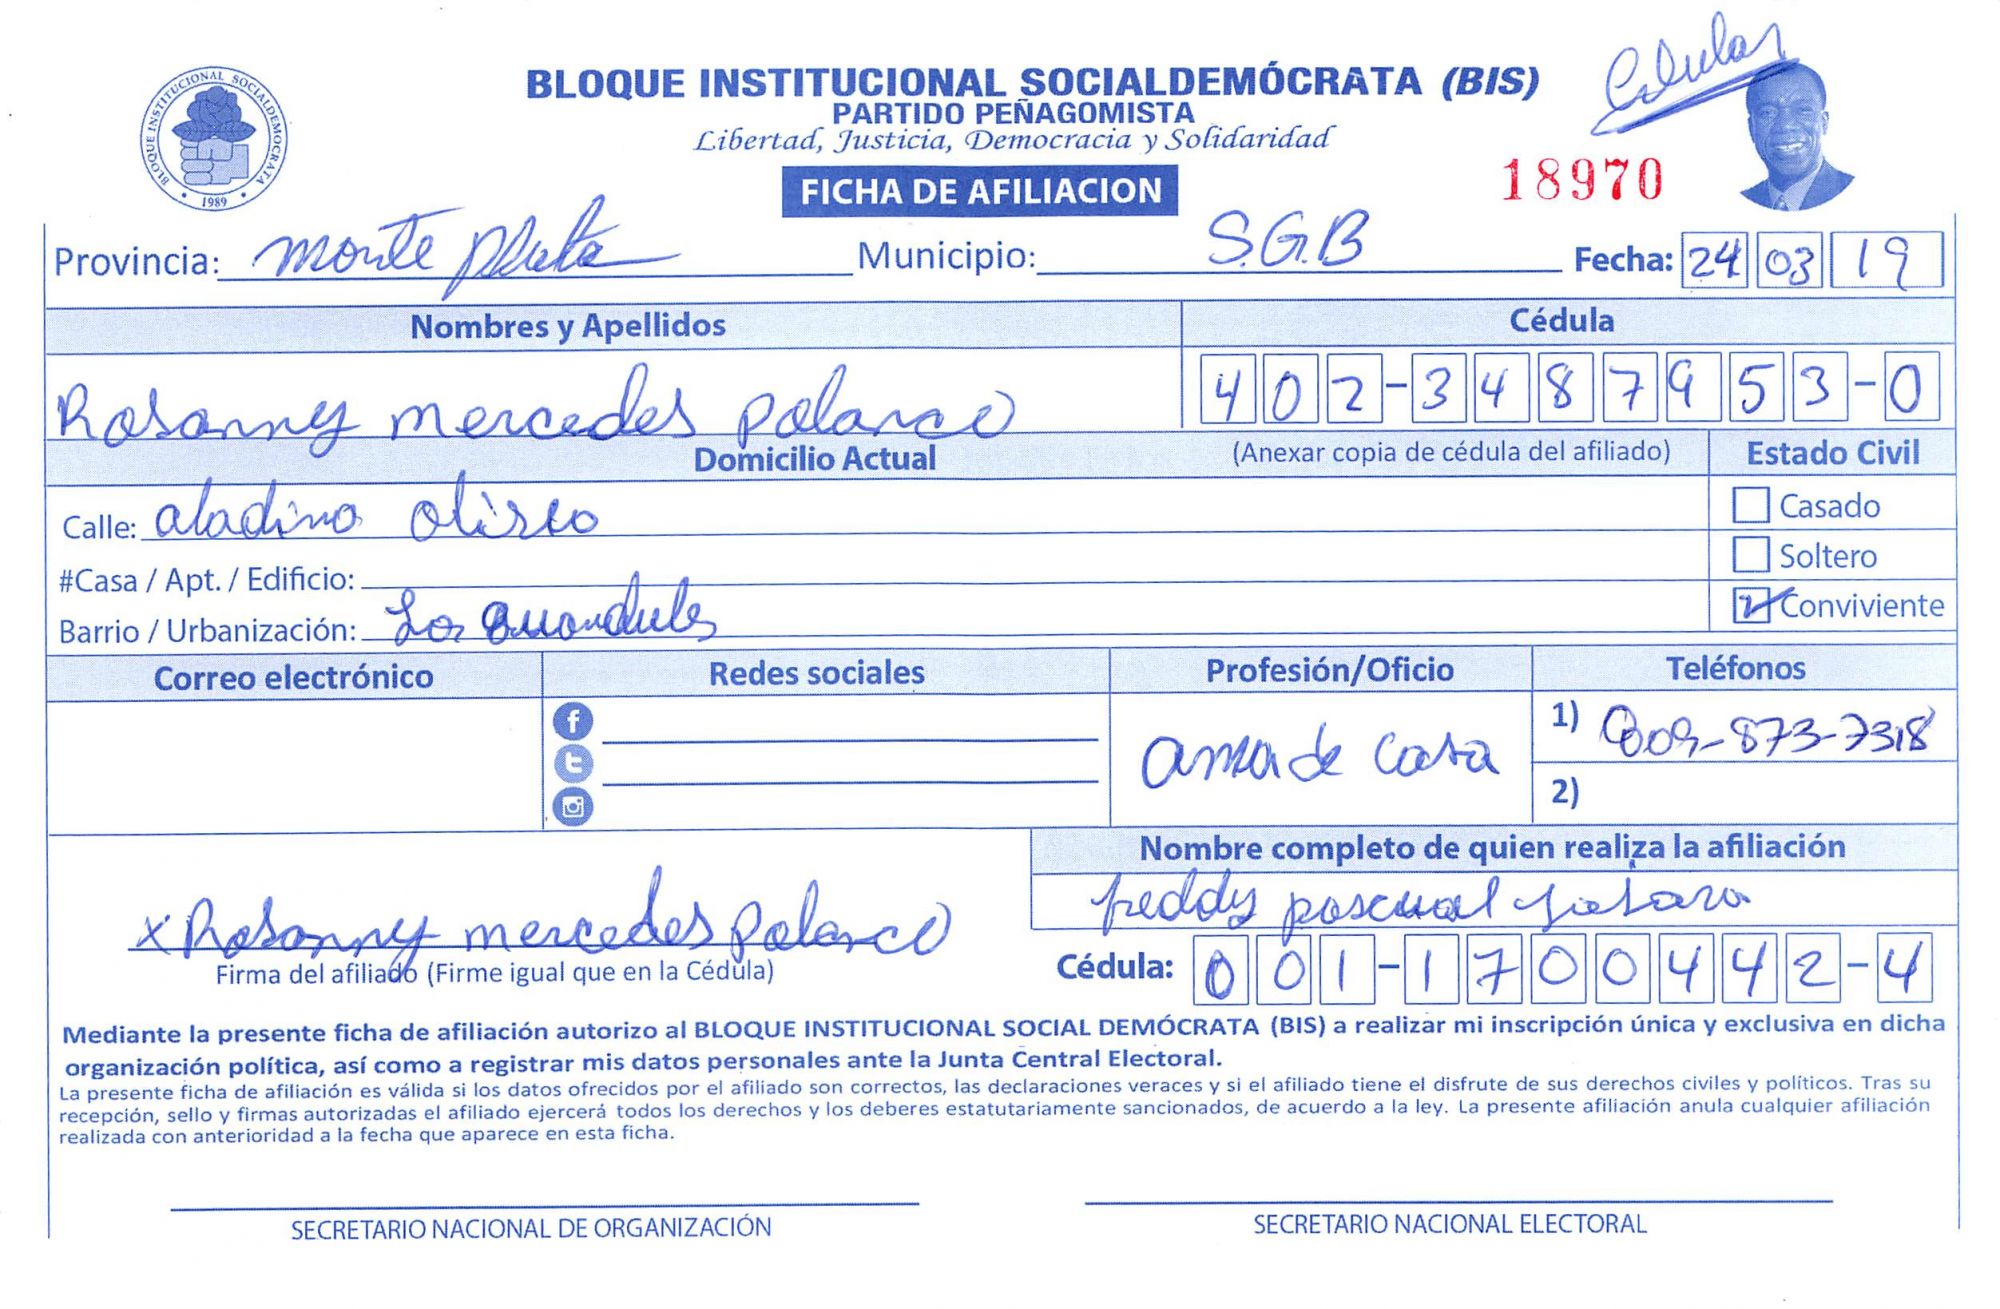 Celular
BLOQUE INSTITUCIONAL SOCIALDEMOCRATA
1989
BLOQUE INSTITUCIONAL SOCIALDEMÓCRATA (BIS)
PARTIDO PEÑAGOMISTA
Libertad, Justicia, Democracia y Solidaridad
FICHA DE AFILIACION
18970
Provincia: Monte Plata Municipio: S.G.B Fecha: 24 03 19
Nombres y Apellidos Cédula
Rosanny mercedes polanco 402-3487953-0
Domicilio Actual (Anexar copia de cédula del afiliado) Estado Civil
Calle: aladino
Casado
#Casa / Apt. / Edificio:
Soltero
Barrio / Urbanización: Los Guandules
Conviviente
Correo electrónico Redes sociales Profesión/Oficio Teléfonos
ama de casa
1) 809-873-7318
2)
Nombre completo de quien realiza la afiliación
freddy pascual
x Rosanny mercedes Polanco
Firma del afiliado (Firme igual que en la Cédula)
Cédula: 001-1700442-4
Mediante la presente ficha de afiliación autorizo al BLOQUE INSTITUCIONAL SOCIAL DEMÓCRATA (BIS) a realizar mi inscripción única y exclusiva en dicha
organización política, así como a registrar mis datos personales ante la Junta Central Electoral.
La presente ficha de afiliación es válida si los datos ofrecidos por el afiliado son correctos, las declaraciones veraces y si el afiliado tiene el disfrute de sus derechos civiles y políticos. Tras su
recepción, sello y firmas autorizadas el afiliado ejercerá todos los derechos y los deberes estatutariamente sancionados, de acuerdo a la ley. La presente afiliación anula cualquier afiliación
realizada con anterioridad a la fecha que aparece en esta ficha.
SECRETARIO NACIONAL DE ORGANIZACIÓN SECRETARIO NACIONAL ELECTORAL